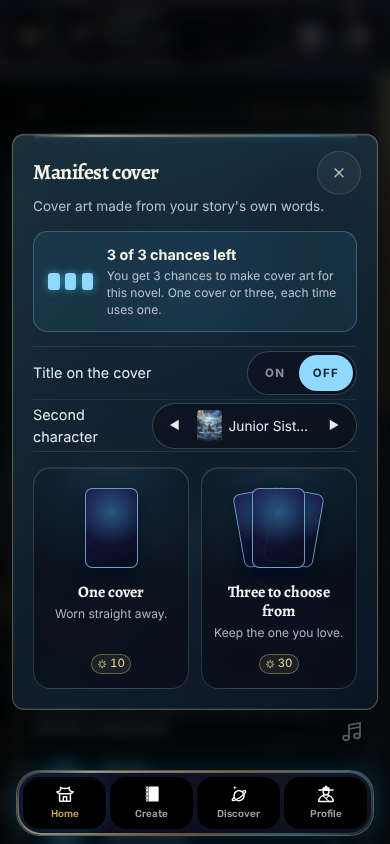 Manifest cover
Cover art made from your story's own words.
3 of 3 chances left
You get 3 chances to make cover art for
this novel. One cover or three, each time
uses one.
Title on the cover
ON
OFF
Second
character
Junior Sist...
One cover
Worn straight away.
10
Three to choose
from
Keep the one you love.
30
Home
Create
Discover
Profile